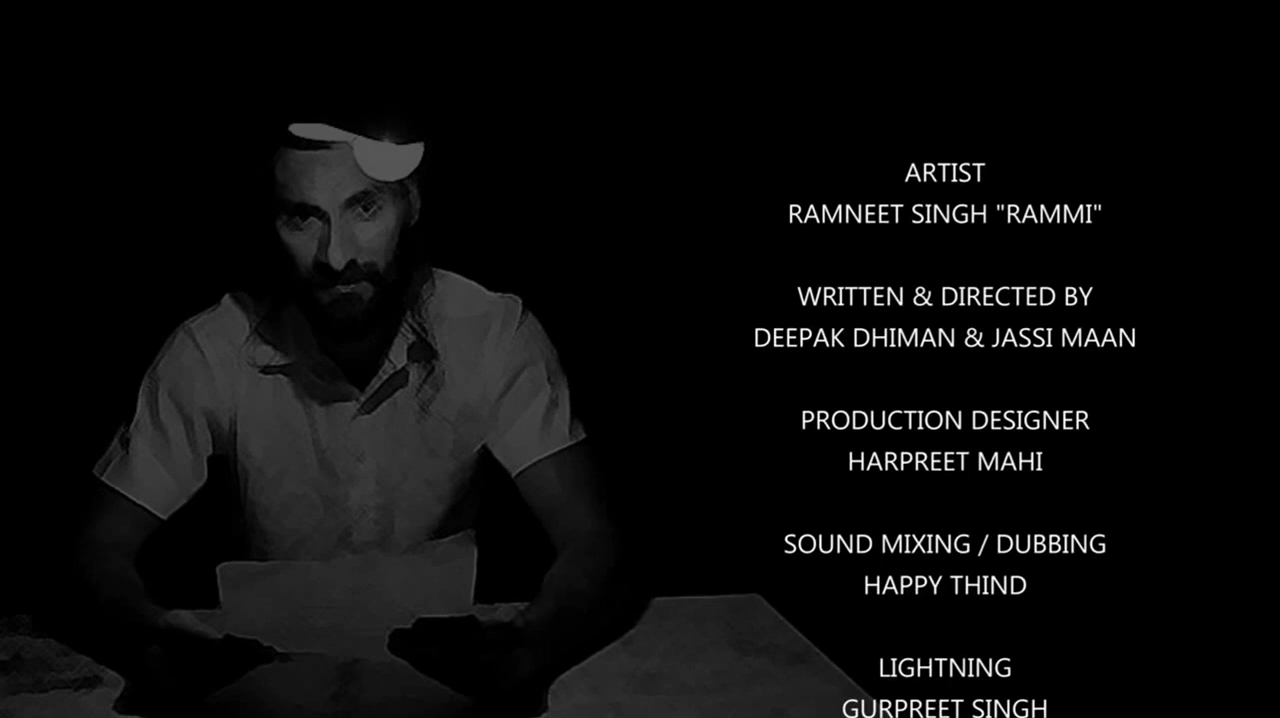 ARTIST
RAMNEET SINGH "RAMMI"
WRITTEN & DIRECTED BY
DEEPAK DHIMAN & JASSI MAAN
PRODUCTION DESIGNER
HARPREET MAHI
SOUND MIXING / DUBBING
HAPPY THIND
LIGHTNING
GURPREET SINGH